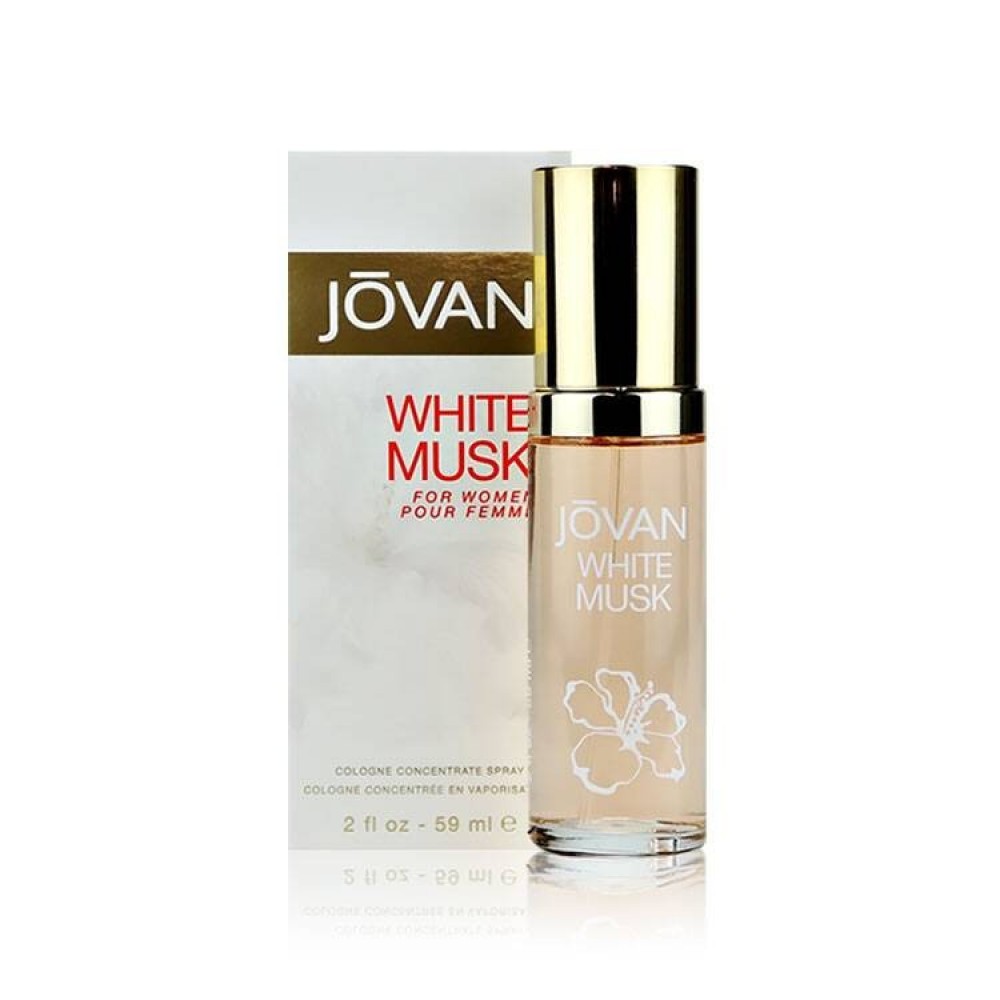 JŌVAN
WHITE
MUSK
FOR WOMEN
POUR FEMME
COLOGNE CONCENTRATE SPRAY
COLOGNE CONCENTRÉE EN VAPORISAT
2 fl oz - 59 ml ℮
JŌVAN
WHITE
MUSK